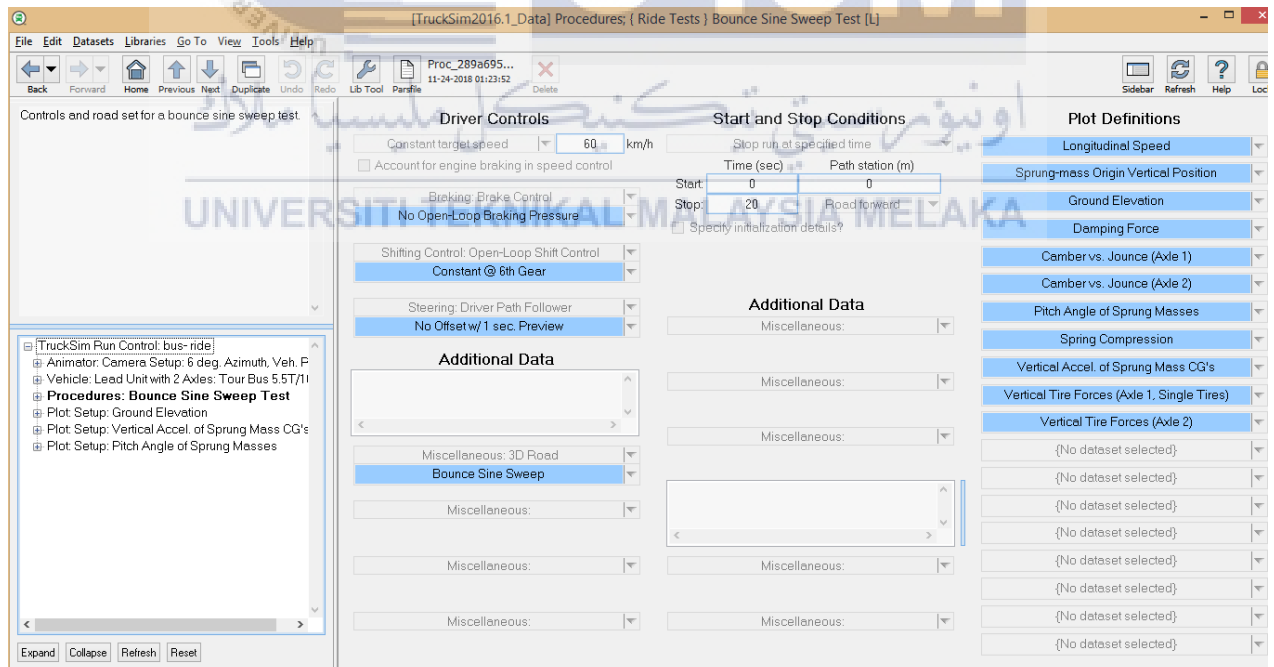 [TruckSim2016.1_Data] Procedures; { Ride Tests } Bounce Sine Sweep Test [L]
File Edit Datasets Libraries Go To View Tools Help
Back Forward Home Previous Next Duplicate Undo Redo Lib Tool Parsfile Proc_289a695... 11-24-2018 01:23:52 Delete Sidebar Refresh Help Loc
Controls and road set for a bounce sine sweep test.
TruckSim Run Control: bus- ride
Animator: Camera Setup: 6 deg. Azimuth, Veh. P
Vehicle: Lead Unit with 2 Axles: Tour Bus 5.5T/1
Procedures: Bounce Sine Sweep Test
Plot: Setup: Ground Elevation
Plot: Setup: Vertical Accel. of Sprung Mass CG's
Plot: Setup: Pitch Angle of Sprung Masses
Expand Collapse Refresh Reset
Driver Controls
Constant target speed 60 km/h
Account for engine braking in speed control
Braking: Brake Control
No Open-Loop Braking Pressure
Shifting Control: Open-Loop Shift Control
Constant @ 6th Gear
Steering: Driver Path Follower
No Offset w/ 1 sec. Preview
Additional Data
Miscellaneous: 3D Road
Bounce Sine Sweep
Miscellaneous:
Miscellaneous:
Miscellaneous:
Start and Stop Conditions
Stop run at specified time
Time (sec) Path station (m)
Start: 0 0
Stop: 20 Road forward
Specify initialization details?
Additional Data
Miscellaneous:
Miscellaneous:
Miscellaneous:
Miscellaneous:
Miscellaneous:
Plot Definitions
Longitudinal Speed
Sprung-mass Origin Vertical Position
Ground Elevation
Damping Force
Camber vs. Jounce (Axle 1)
Camber vs. Jounce (Axle 2)
Pitch Angle of Sprung Masses
Spring Compression
Vertical Accel. of Sprung Mass CG's
Vertical Tire Forces (Axle 1, Single Tires)
Vertical Tire Forces (Axle 2)
{No dataset selected}
{No dataset selected}
{No dataset selected}
{No dataset selected}
{No dataset selected}
{No dataset selected}
{No dataset selected}
{No dataset selected}
اونيۏرسيتي تيكنيكل مليسيا ملاك
UNIVERSITI TEKNIKAL MALAYSIA MELAKA